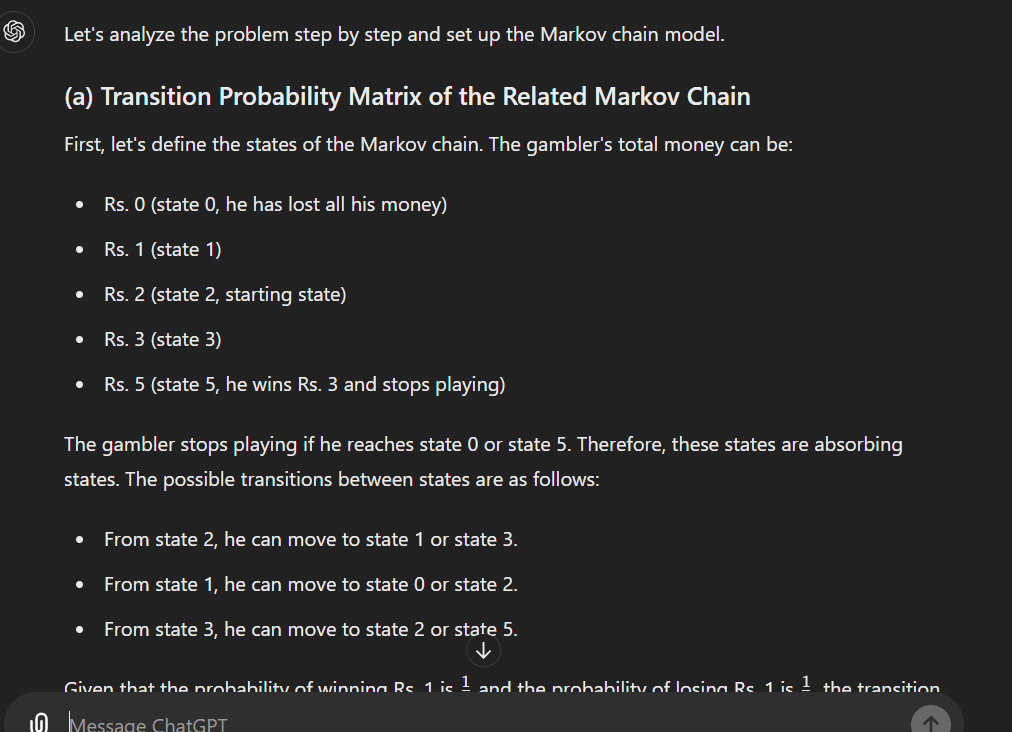 Let's analyze the problem step by step and set up the Markov chain model.
(a) Transition Probability Matrix of the Related Markov Chain
First, let's define the states of the Markov chain. The gambler's total money can be:
• Rs. 0 (state 0, he has lost all his money)
• Rs. 1 (state 1)
• Rs. 2 (state 2, starting state)
• Rs. 3 (state 3)
• Rs. 5 (state 5, he wins Rs. 3 and stops playing)
The gambler stops playing if he reaches state 0 or state 5. Therefore, these states are absorbing
states. The possible transitions between states are as follows:
• From state 2, he can move to state 1 or state 3.
• From state 1, he can move to state 0 or state 2.
• From state 3, he can move to state 2 or state 5.
Given that the probability of winning Rs. 1 is 1 and the probability of losing Rs. 1 is 1 the transition
Message ChatGPT